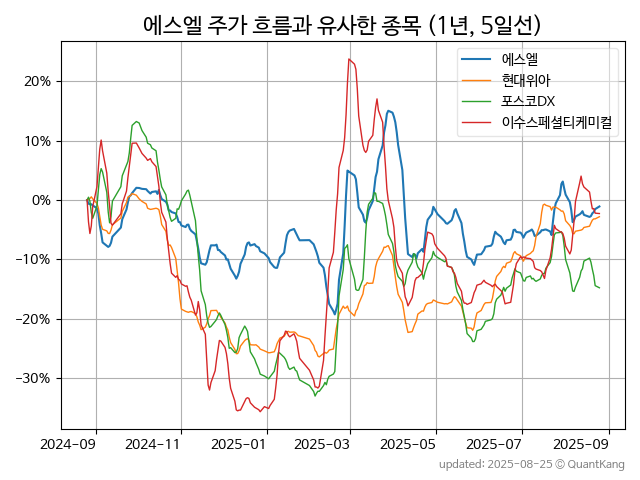 에스엘 주가 흐름과 유사한 종목 (1년, 5일선)
에스엘
현대위아
포스코DX
이수스페셜티케미컬
20%
10%
0%
−10%
−20%
−30%
2024-09 2024-11 2025-01 2025-03 2025-05 2025-07 2025-09
updated: 2025-08-25 © QuantKang